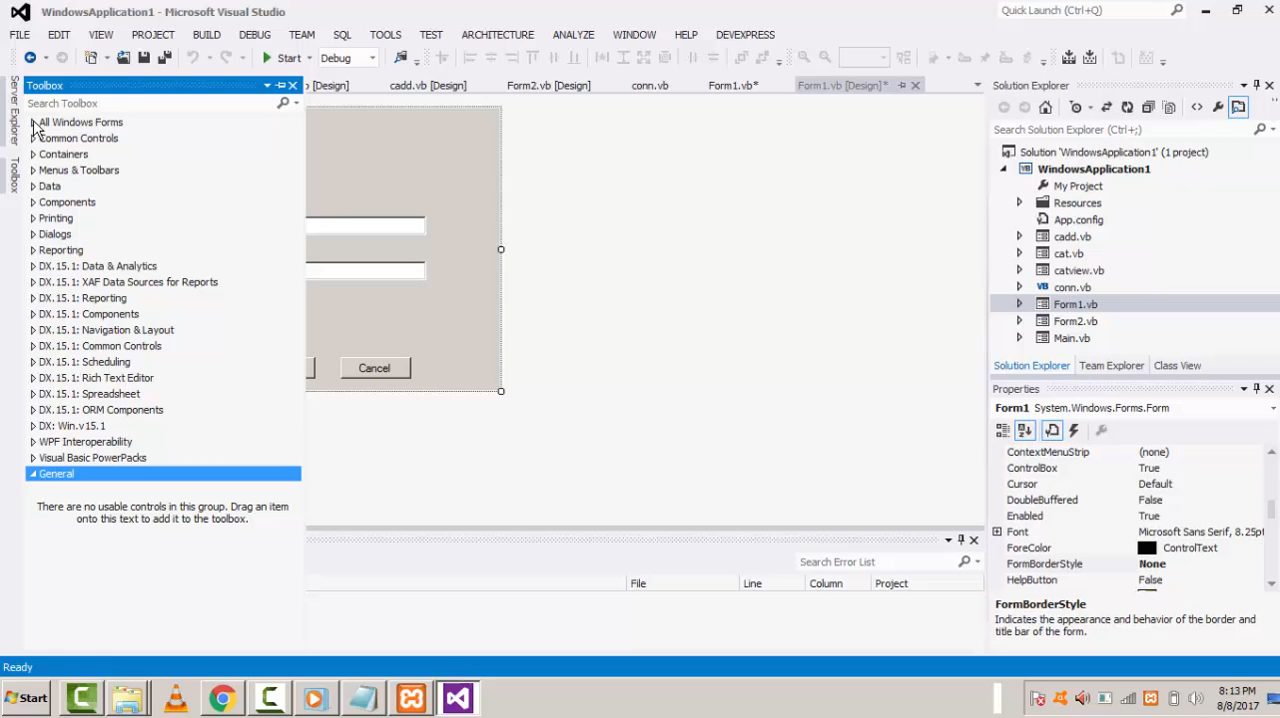 WindowsApplication1 - Microsoft Visual Studio
Quick Launch (Ctrl+Q)
FILE EDIT VIEW PROJECT BUILD DEBUG TEAM SQL TOOLS TEST ARCHITECTURE ANALYZE WINDOW HELP DEVEXPRESS
Start Debug
Server Explorer
Toolbox
Toolbox
[Design] cadd.vb [Design] Form2.vb [Design] conn.vb Form1.vb* Form1.vb [Design]*
Search Toolbox
All Windows Forms
Common Controls
Containers
Menus & Toolbars
Data
Components
Printing
Dialogs
Reporting
DX.15.1: Data & Analytics
DX.15.1: XAF Data Sources for Reports
DX.15.1: Reporting
DX.15.1: Components
DX.15.1: Navigation & Layout
DX.15.1: Common Controls
DX.15.1: Scheduling
DX.15.1: Rich Text Editor
DX.15.1: Spreadsheet
DX.15.1: ORM Components
DX: Win.v15.1
WPF Interoperability
Visual Basic PowerPacks
General
There are no usable controls in this group. Drag an item
onto this text to add it to the toolbox.
Cancel
Search Error List
File Line Column Project
Solution Explorer
Search Solution Explorer (Ctrl+;)
Solution 'WindowsApplication1' (1 project)
WindowsApplication1
My Project
Resources
App.config
cadd.vb
cat.vb
catview.vb
conn.vb
Form1.vb
Form2.vb
Main.vb
Solution Explorer Team Explorer Class View
Properties
Form1 System.Windows.Forms.Form
ContextMenuStrip (none)
ControlBox True
Cursor Default
DoubleBuffered False
Enabled True
Font Microsoft Sans Serif, 8.25pt
ForeColor ControlText
FormBorderStyle None
HelpButton False
FormBorderStyle
Indicates the appearance and behavior of the border and
title bar of the form.
Ready
Start
8:13 PM
8/8/2017